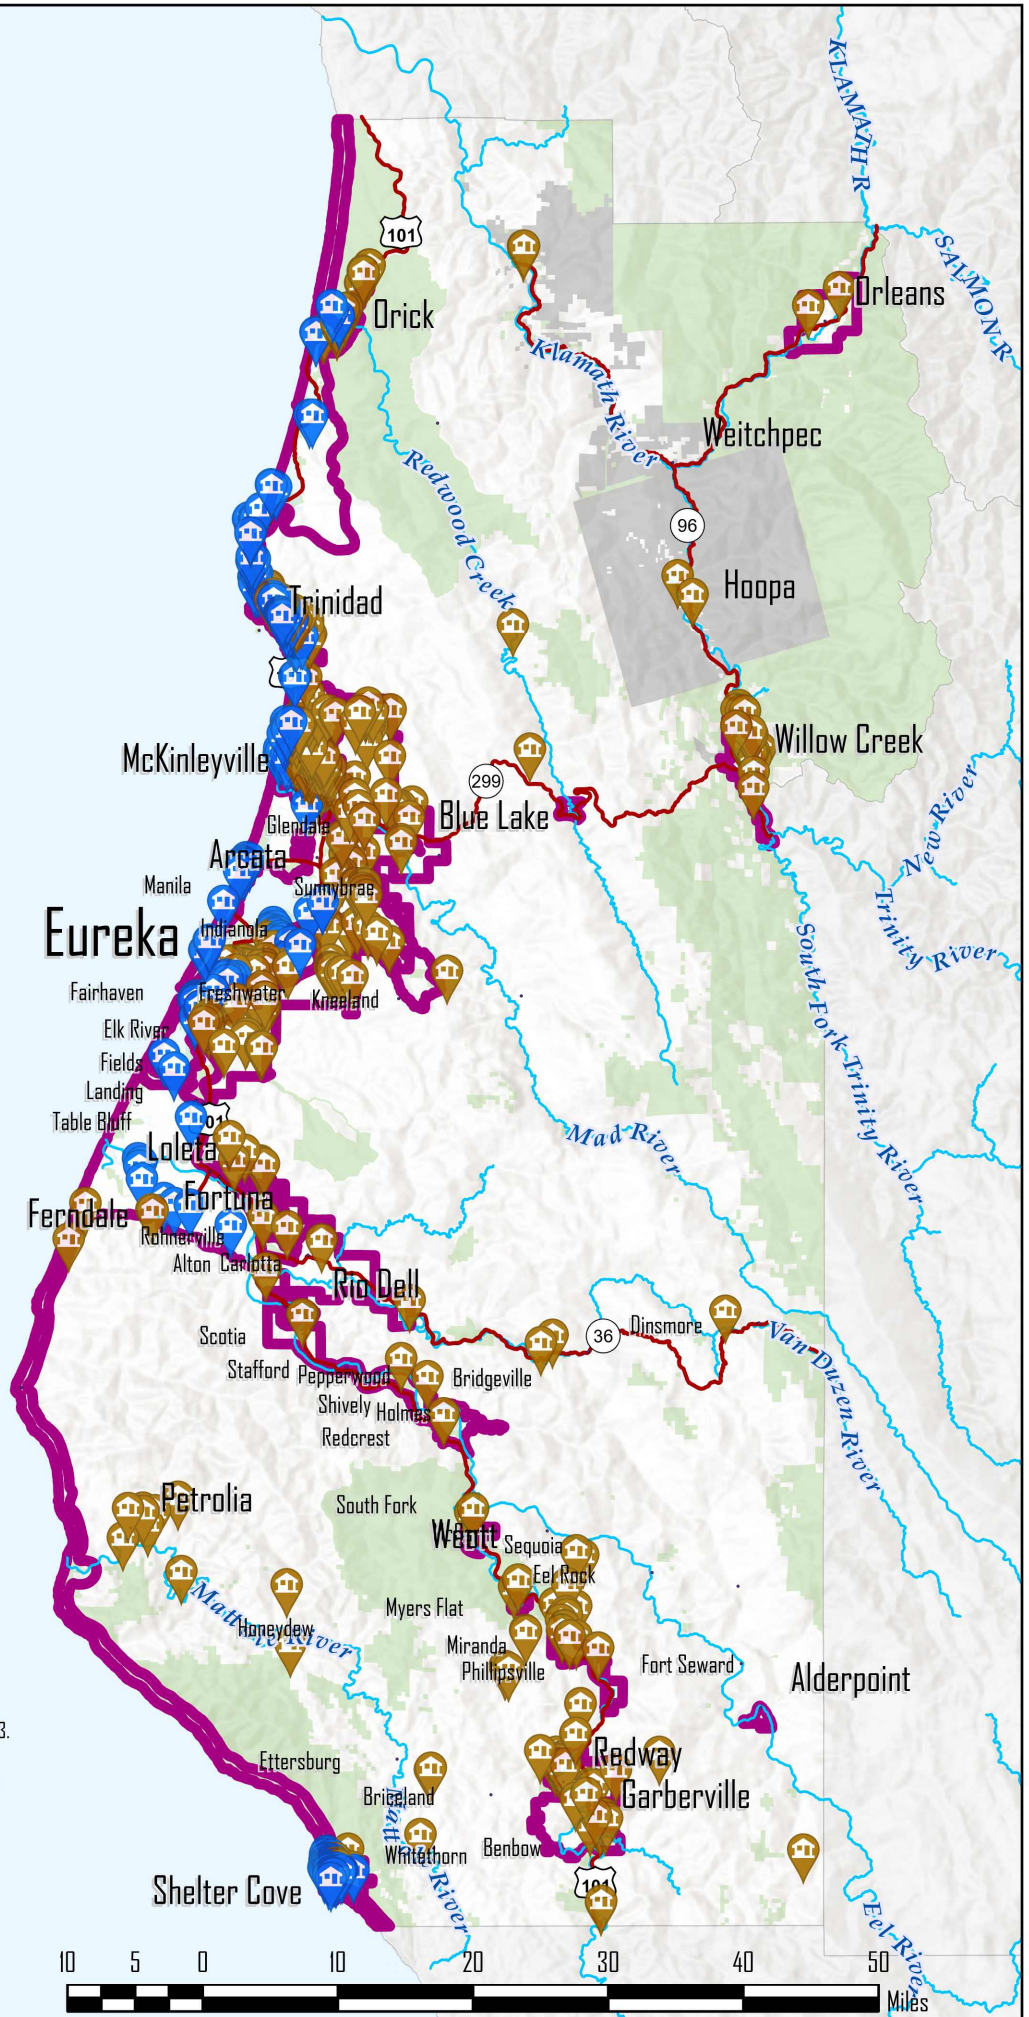 KLAMATH R
SALMON R
101
Orick
Orleans
Klamath River
Weitchpec
Redwood Creek
96
Hoopa
Trinidad
Willow Creek
McKinleyville
299
Blue Lake
Glendale
New River
Arcata
Manila
Sunnybrae
Trinity River
Indianola
Eureka
South Fork Trinity River
Fairhaven
Freshwater
Kneeland
Elk River
Fields
Landing
Table Bluff
01
Mad River
Loleta
Fortuna
Ferndale
Rohnerville
Alton
Carlotta
Rio Dell
Scotia
36
Dinsmore
Van Duzen River
Stafford
Pepperwood
Bridgeville
Shively
Holmes
Redcrest
Petrolia
South Fork
Weott
Sequoia
Eel Rock
Myers Flat
Honeydew
River
Miranda
Phillipsville
Fort Seward
Alderpoint
3.
Ettersburg
Redway
Briceland
Garberville
Whitethorn
Benbow
River
Shelter Cove
101
Eel River
10 5 0 10 20 30 40 50
Miles